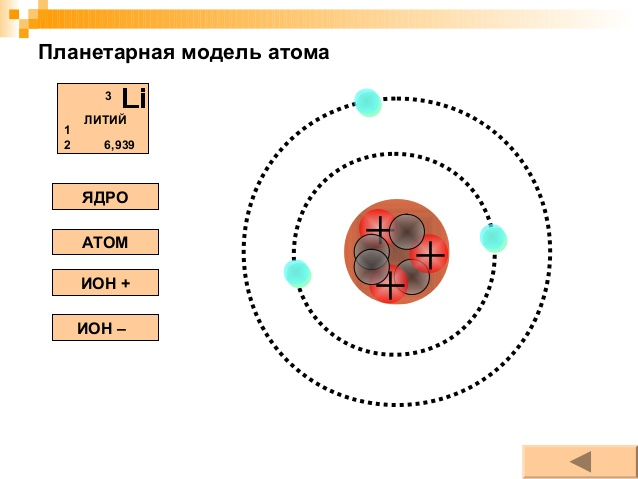 Планетарная модель атома
3 Li
ЛИТИЙ
1
2 6,939
ЯДРО
АТОМ
ИОН +
ИОН –
+
+
+